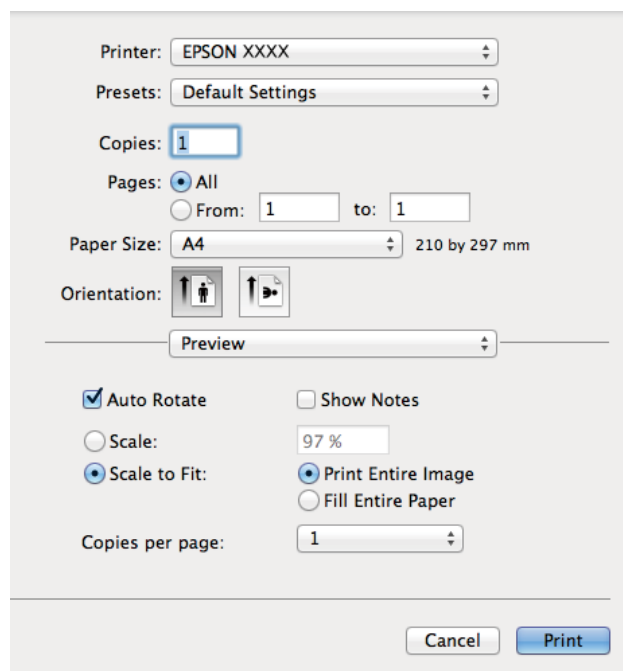 Printer: EPSON XXXX
Presets: Default Settings
Copies: 1
Pages: All
From: 1 to: 1
Paper Size: A4 210 by 297 mm
Orientation:
Preview
Auto Rotate Show Notes
Scale: 97 %
Scale to Fit: Print Entire Image
Fill Entire Paper
Copies per page: 1
Cancel Print